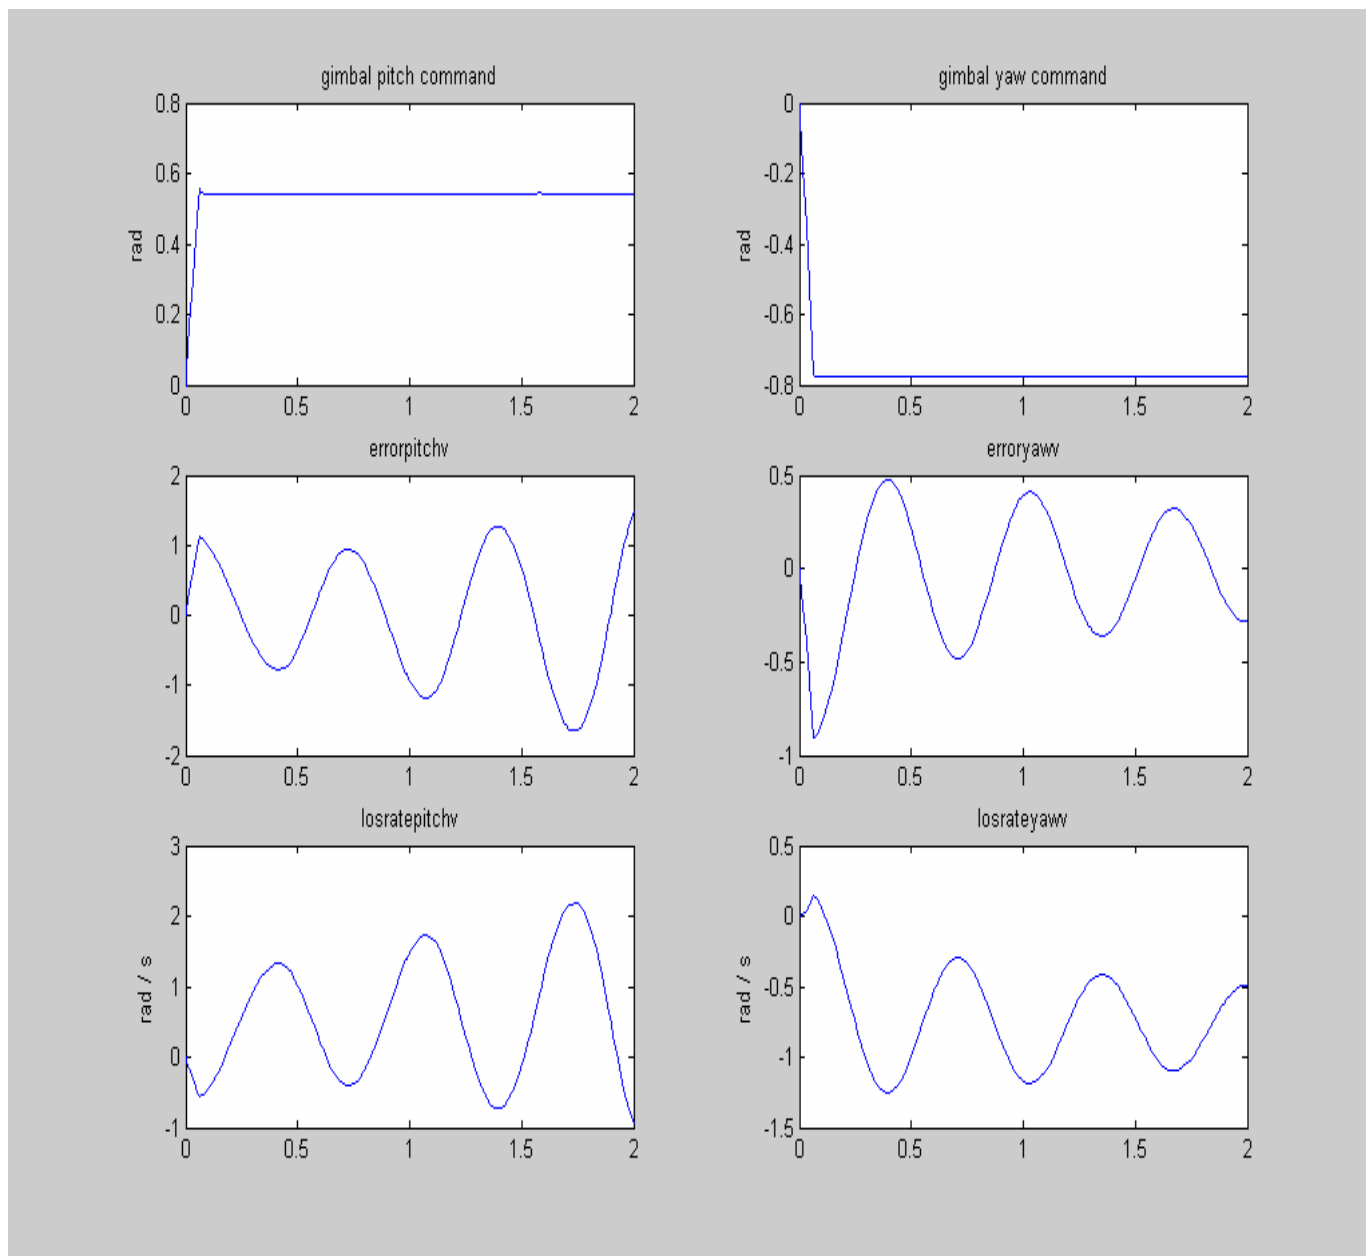 gimbal pitch command
0.8
0.6
0.4
0.2
0
rad
0 0.5 1 1.5 2
gimbal yaw command
0
-0.2
-0.4
-0.6
-0.8
rad
0 0.5 1 1.5 2
errorpitchv
2
1
0
-1
-2
0 0.5 1 1.5 2
erroryawv
0.5
0
-0.5
-1
0 0.5 1 1.5 2
losratepitchv
3
2
1
0
-1
rad / s
0 0.5 1 1.5 2
losrateyawv
0.5
0
-0.5
-1
-1.5
rad / s
0 0.5 1 1.5 2